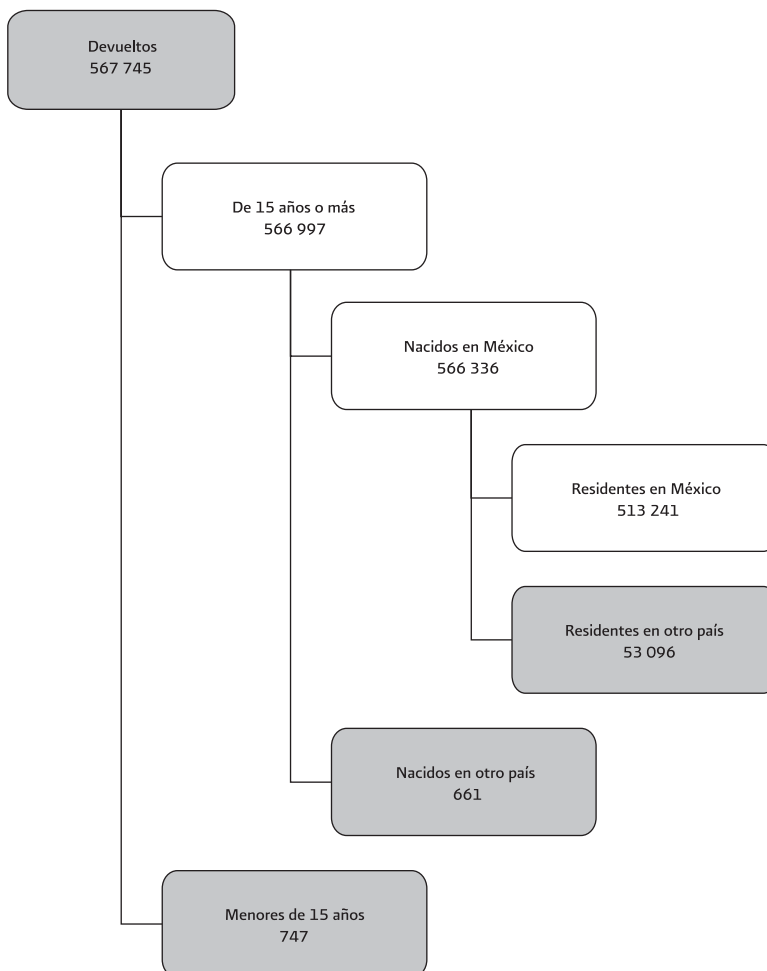 Devueltos
567 745
De 15 años o más
566 997
Nacidos en México
566 336
Residentes en México
513 241
Residentes en otro país
53 096
Nacidos en otro país
661
Menores de 15 años
747